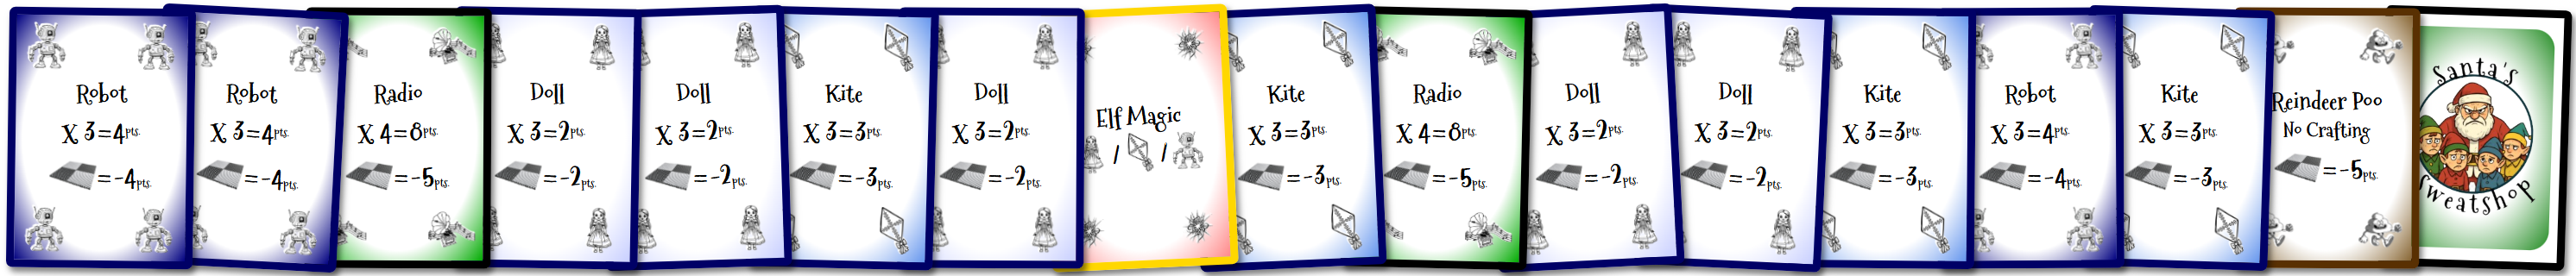 Robot
X 3=4pts.
=-4pts.
Robot
X 3=4pts.
=-4pts.
Radio
X 4=8pts.
=-5pts.
Doll
X 3=2pts.
=-2pts.
Doll
X 3=2pts.
=-2pts.
Kite
X 3=3pts.
=-3pts.
Doll
X 3=2pts.
=-2pts.
Elf Magic
/ /
Kite
X 3=3pts.
=-3pts.
Radio
X 4=8pts.
=-5pts.
Doll
X 3=2pts.
=-2pts.
Doll
X 3=2pts.
=-2pts.
Kite
X 3=3pts.
=-3pts.
Robot
X 3=4pts.
=-4pts.
Kite
X 3=3pts.
=-3pts.
Reindeer Poo
No Crafting
=-5pts.
Santa's
Sweatshop